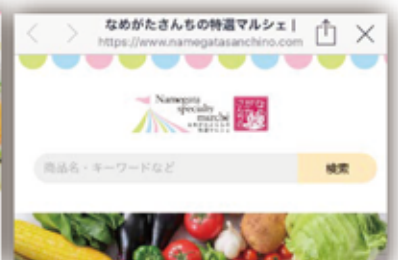 なめがたさんちの特選マルシェ |
https://www.namegatasanchino.com
Namegata
specialty
marché
商品名・キーワードなど
検索